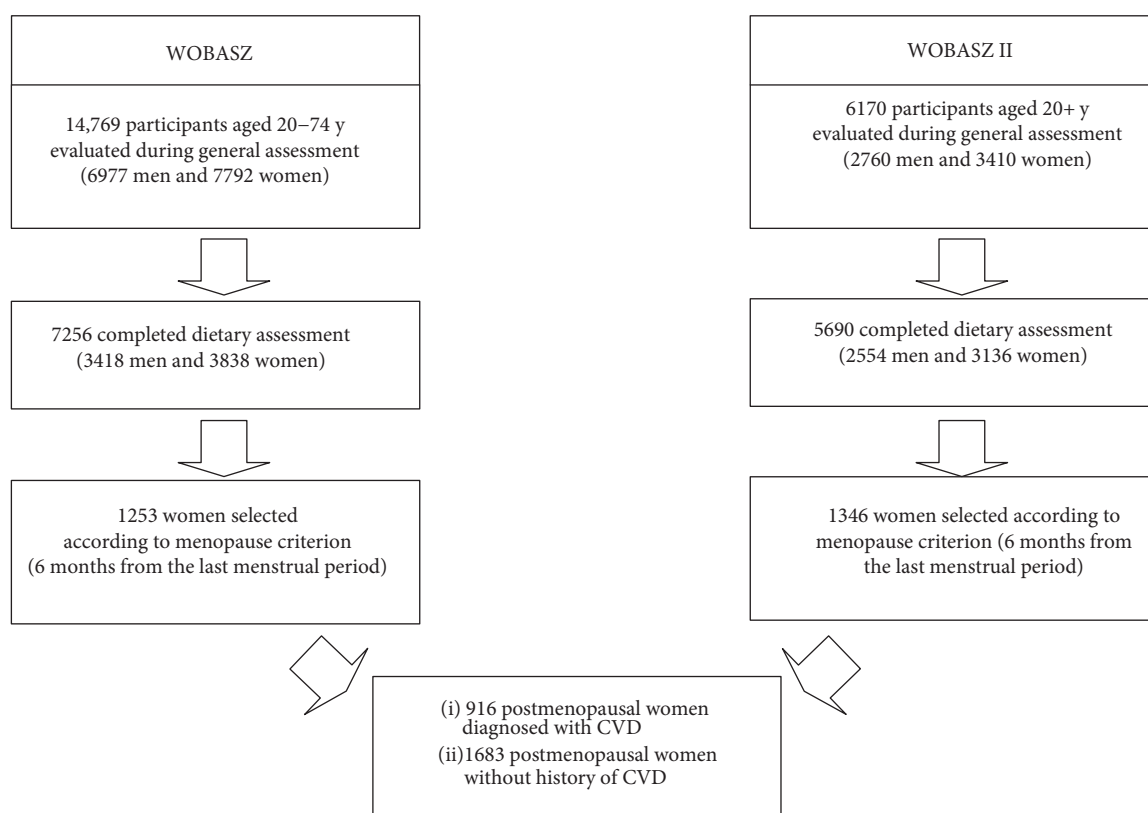 WOBASZ
14,769 participants aged 20–74 y
evaluated during general assessment
(6977 men and 7792 women)
7256 completed dietary assessment
(3418 men and 3838 women)
1253 women selected
according to menopause criterion
(6 months from the last menstrual period)
WOBASZ II
6170 participants aged 20+ y
evaluated during general assessment
(2760 men and 3410 women)
5690 completed dietary assessment
(2554 men and 3136 women)
1346 women selected according to
menopause criterion (6 months from
the last menstrual period)
(i) 916 postmenopausal women
diagnosed with CVD
(ii)1683 postmenopausal women
without history of CVD